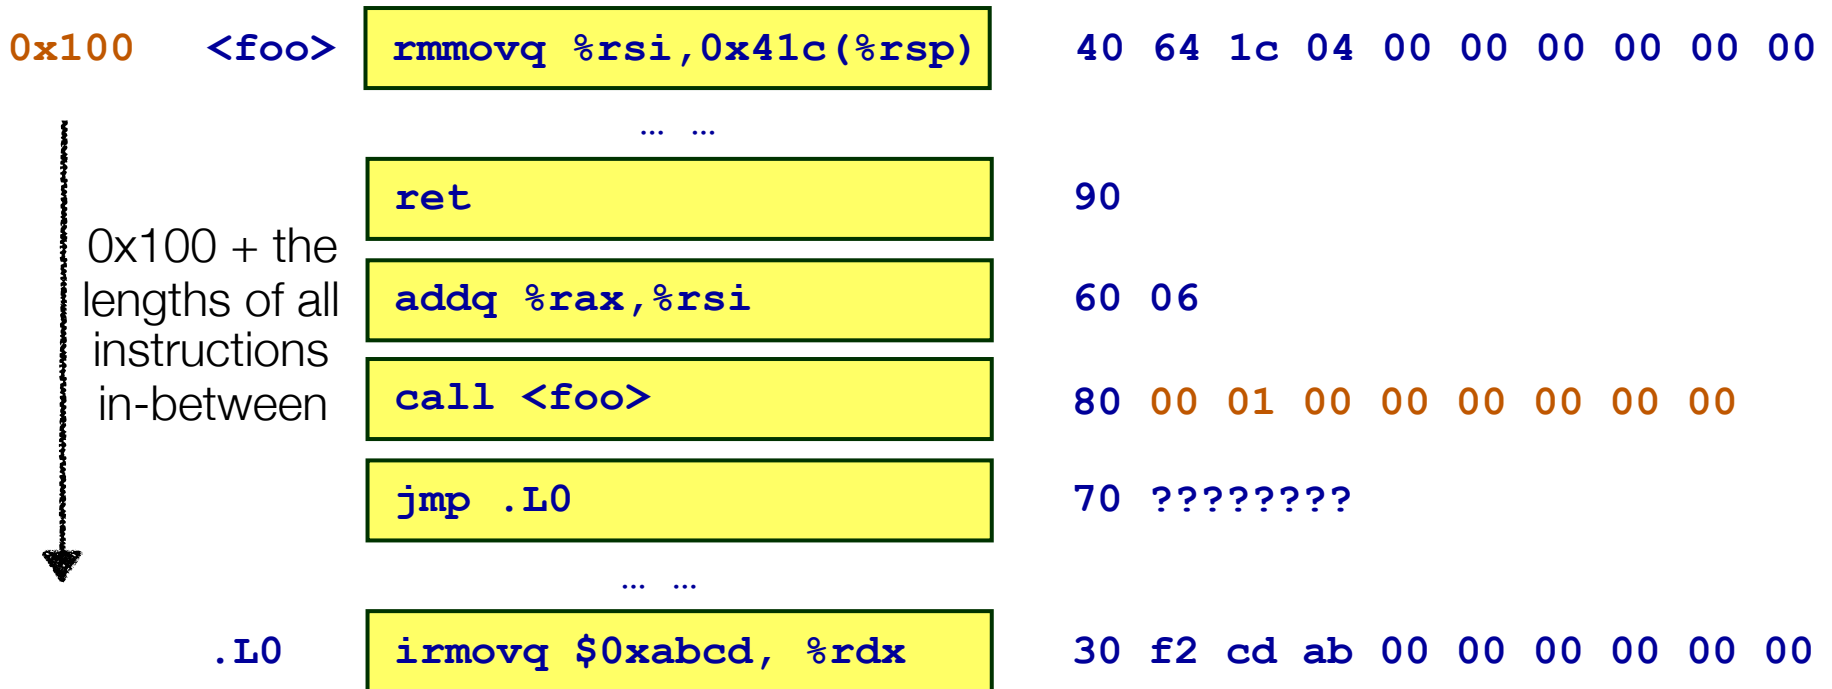 0x100 <foo> rmmovq %rsi,0x41c(%rsp) 40 64 1c 04 00 00 00 00 00 00
… …
ret 90
0x100 + the
lengths of all
instructions
in-between
addq %rax,%rsi 60 06
call <foo> 80 00 01 00 00 00 00 00 00
jmp .L0 70 ????????
… …
.L0 irmovq $0xabcd, %rdx 30 f2 cd ab 00 00 00 00 00 00